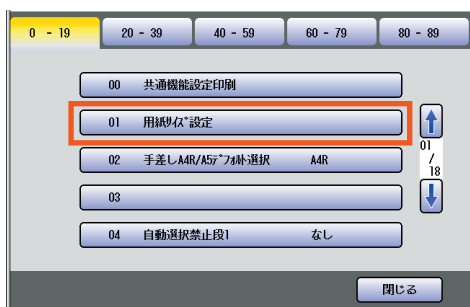 0 - 19
20 - 39
40 - 59
60 - 79
80 - 89
00 共通機能設定印刷
01 用紙ｻｲｽﾞ設定
02 手差しA4R/A5ﾃﾞﾌｫﾙﾄ選択 A4R
03
04 自動選択禁止段1 なし
01
/
18
閉じる